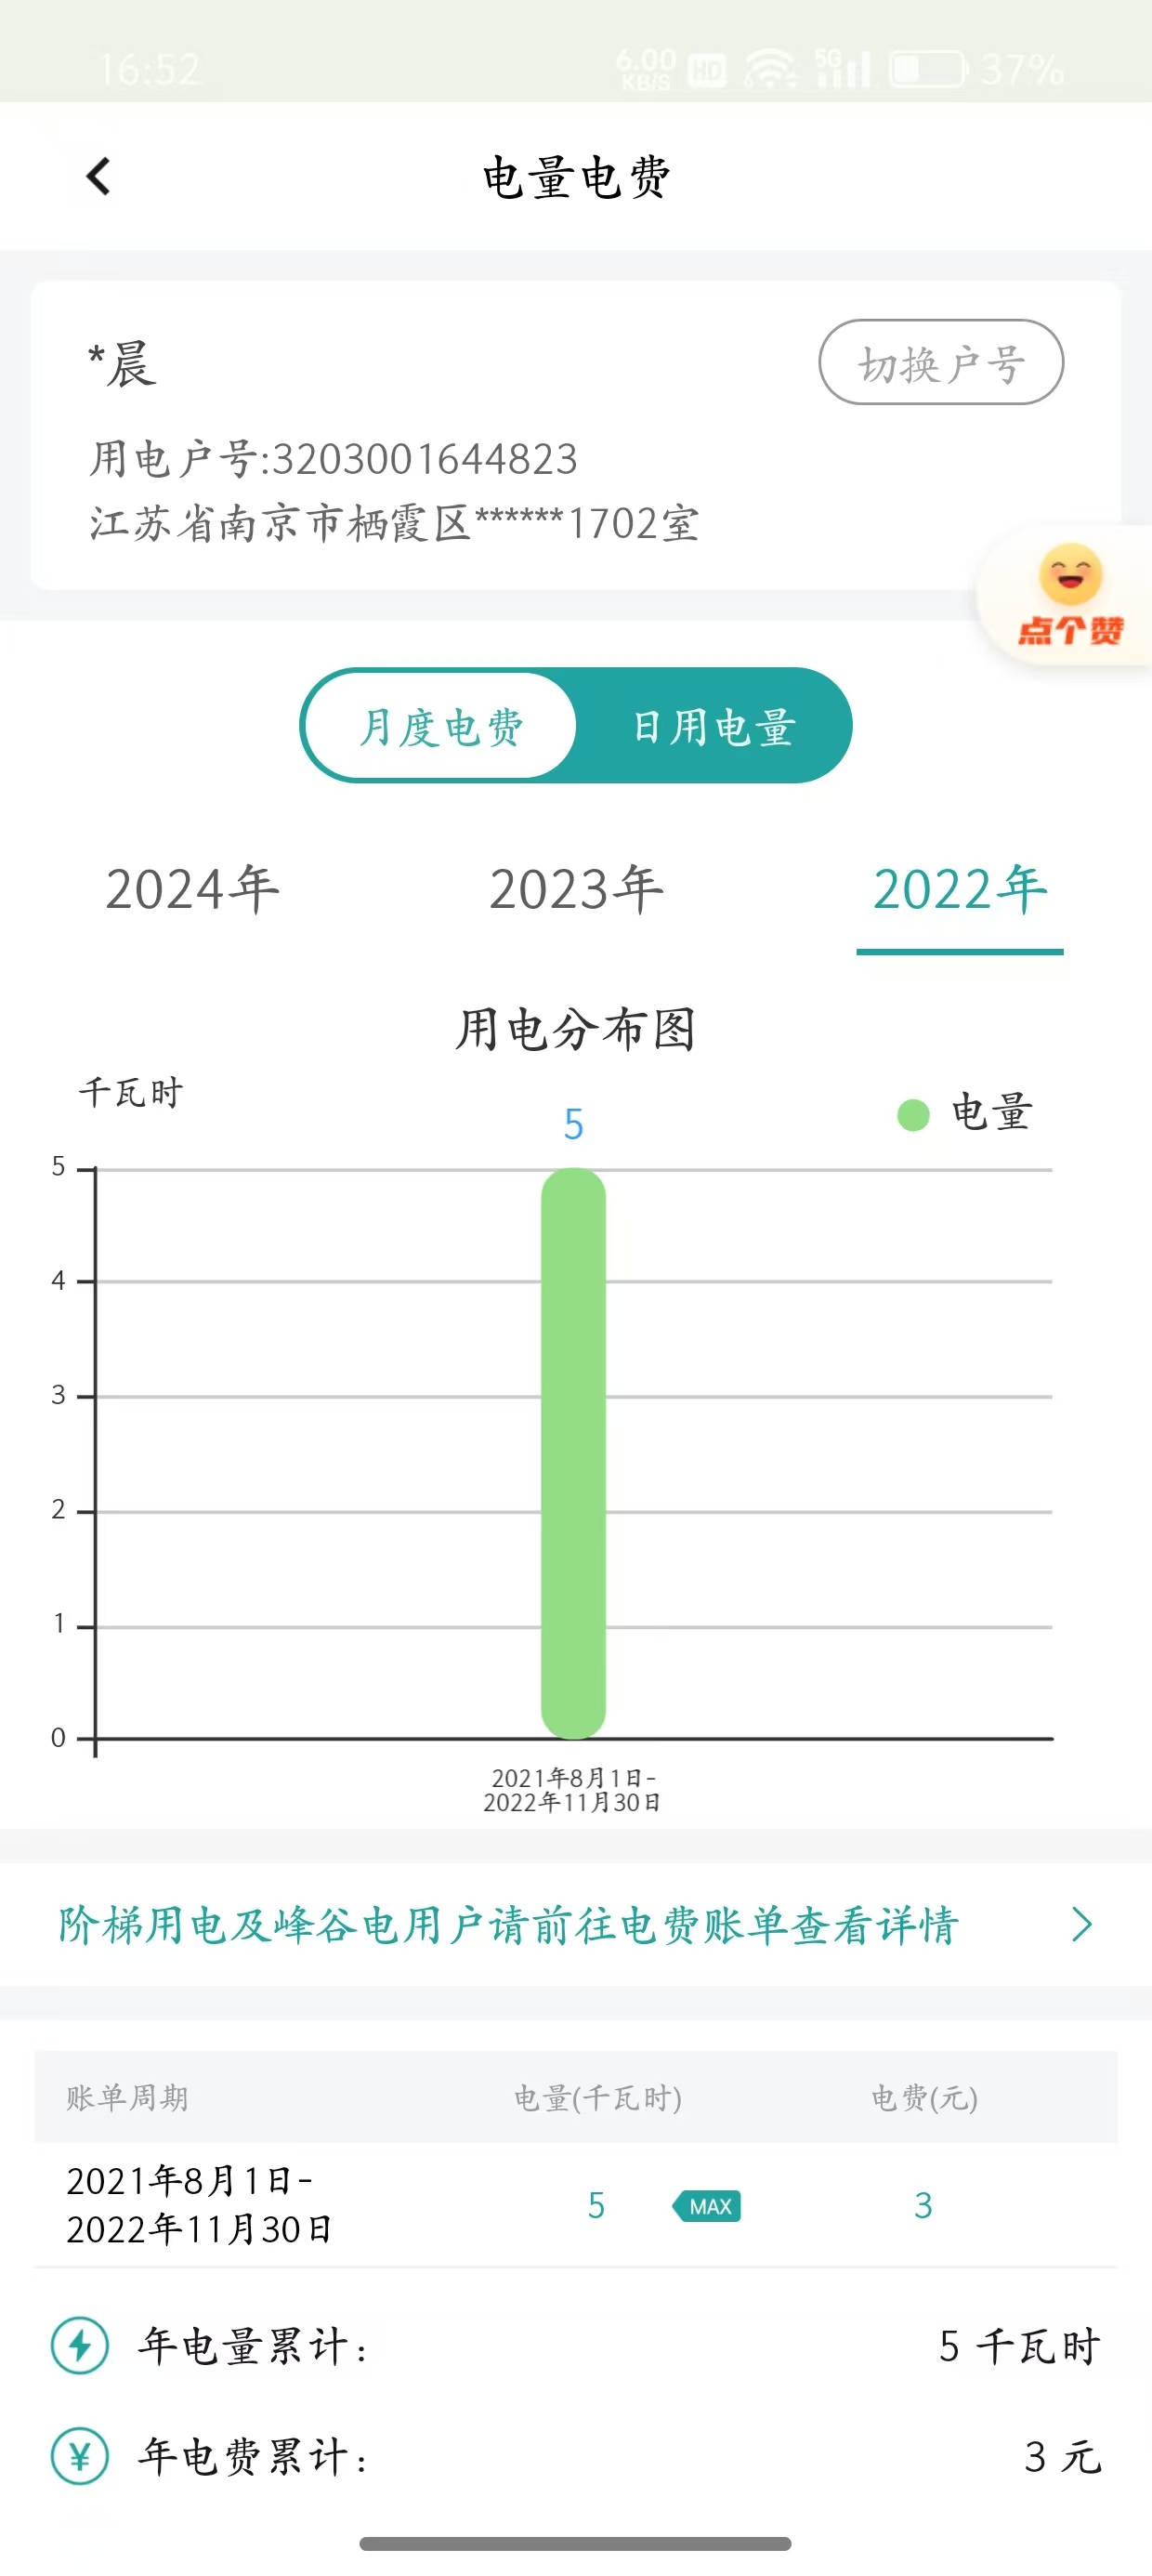 16:52
6.00 KB/S HD 5G 37%
电量电费
*晨
切换户号
用电户号:3203001644823
江苏省南京市栖霞区******1702室
点个赞
月度电费 日用电量
2024年 2023年 2022年
用电分布图
千瓦时
电量
5
5
4
3
2
1
0
2021年8月1日-
2022年11月30日
阶梯用电及峰谷电用户请前往电费账单查看详情
账单周期 电量(千瓦时) 电费(元)
2021年8月1日-
2022年11月30日
5 MAX 3
年电量累计: 5 千瓦时
¥ 年电费累计: 3 元